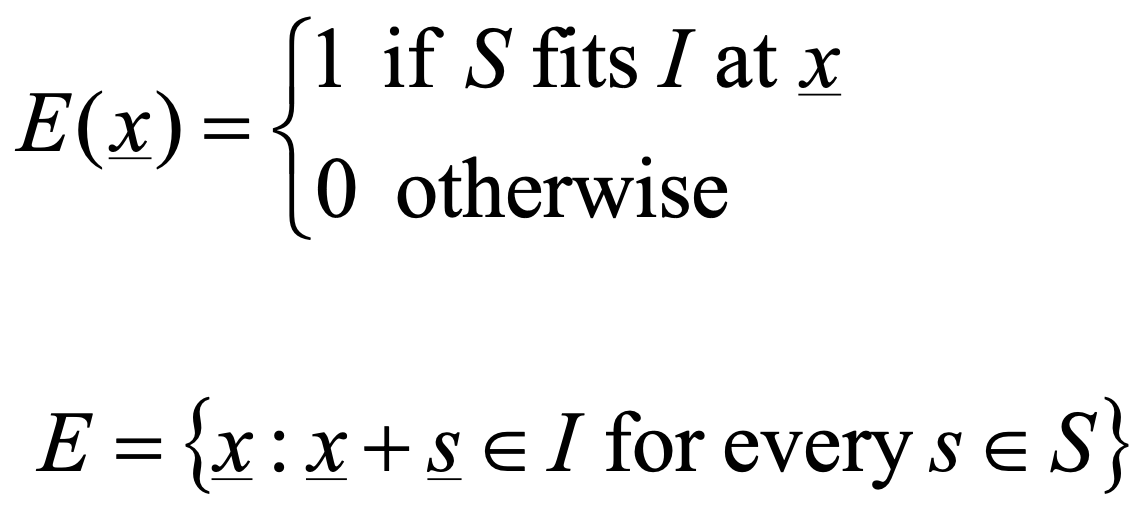 E(x) = { 1 if S fits I at x
0 otherwise
E = {x : x + s ∈ I for every s ∈ S}